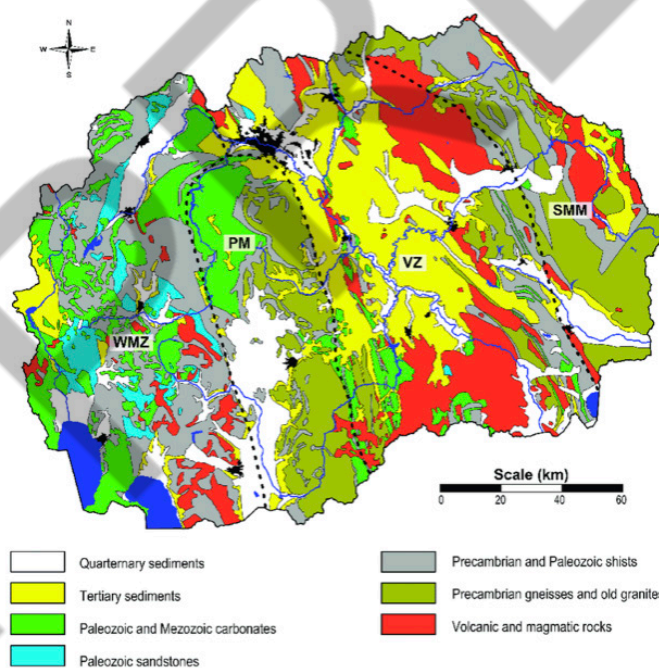 N
W E
S
SMM
PM
VZ
WMZ
Scale (km)
0 20 40 60
Quarternary sediments
Tertiary sediments
Paleozoic and Mezozoic carbonates
Paleozoic sandstones
Precambrian and Paleozoic shists
Precambrian gneisses and old granites
Volcanic and magmatic rocks